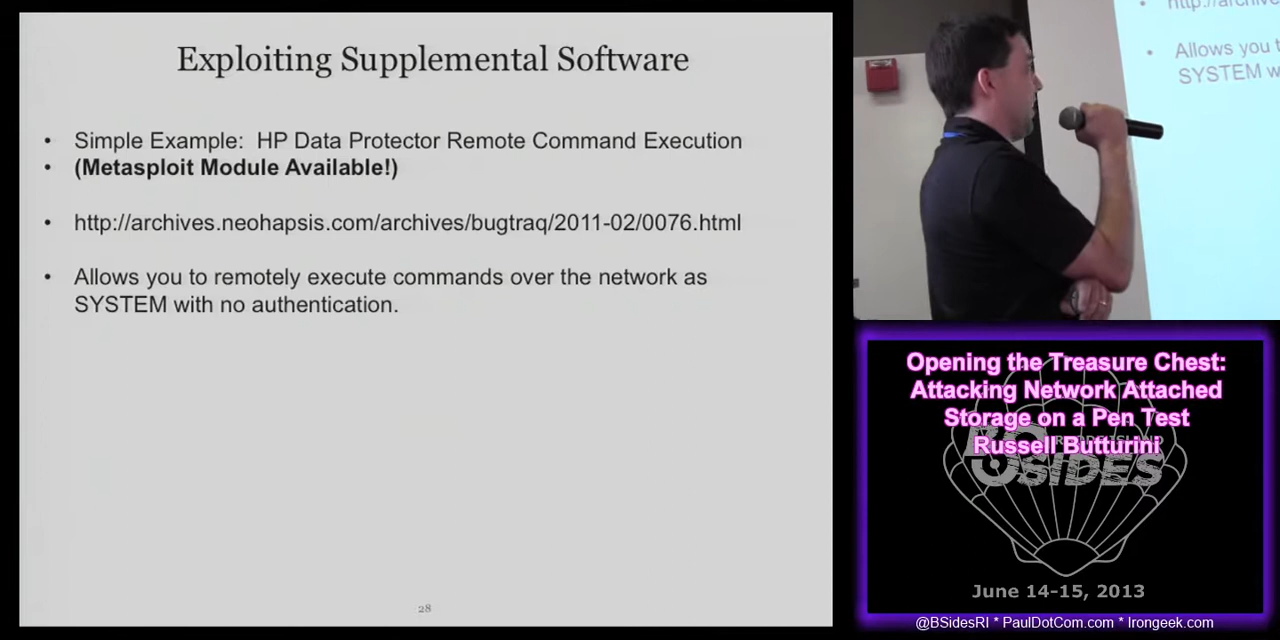 Exploiting Supplemental Software
• Simple Example: HP Data Protector Remote Command Execution
• (Metasploit Module Available!)
• http://archives.neohapsis.com/archives/bugtraq/2011-02/0076.html
• Allows you to remotely execute commands over the network as
SYSTEM with no authentication.
28
• http://archive
• Allows you t
SYSTEM w
Opening the Treasure Chest:
Attacking Network Attached
Storage on a Pen Test
Russell Butturini
BSIDES
June 14-15, 2013
@BSidesRI * PaulDotCom.com * Irongeek.com